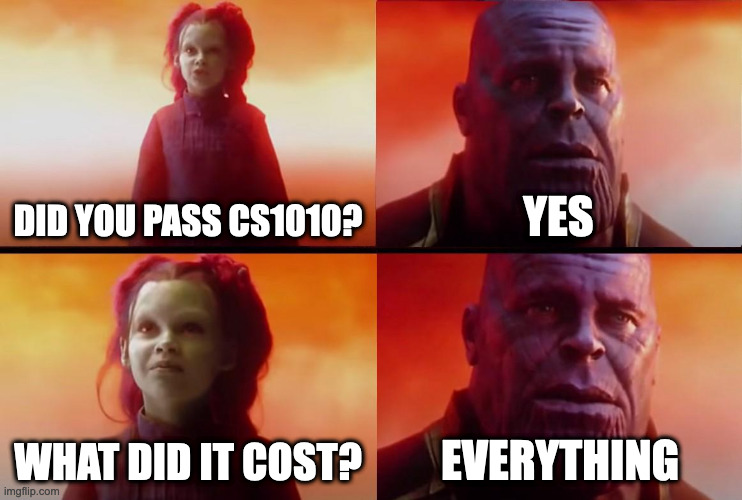 DID YOU PASS CS1010?
YES
WHAT DID IT COST?
EVERYTHING
imgflip.com